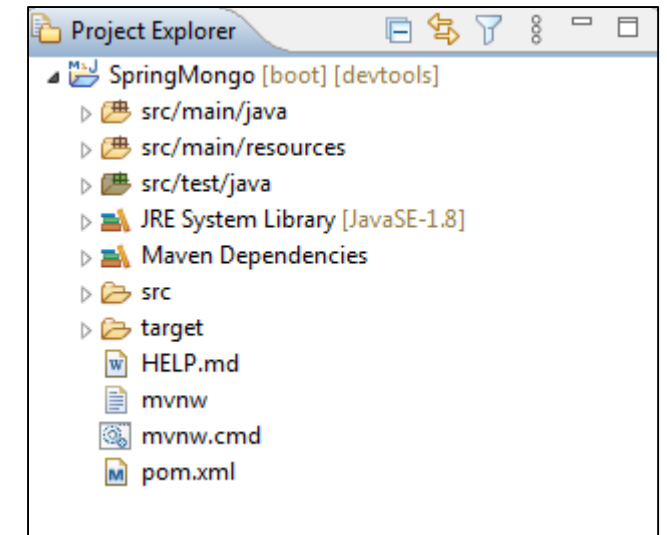 Project Explorer
SpringMongo [boot] [devtools]
src/main/java
src/main/resources
src/test/java
JRE System Library [JavaSE-1.8]
Maven Dependencies
src
target
HELP.md
mvnw
mvnw.cmd
pom.xml